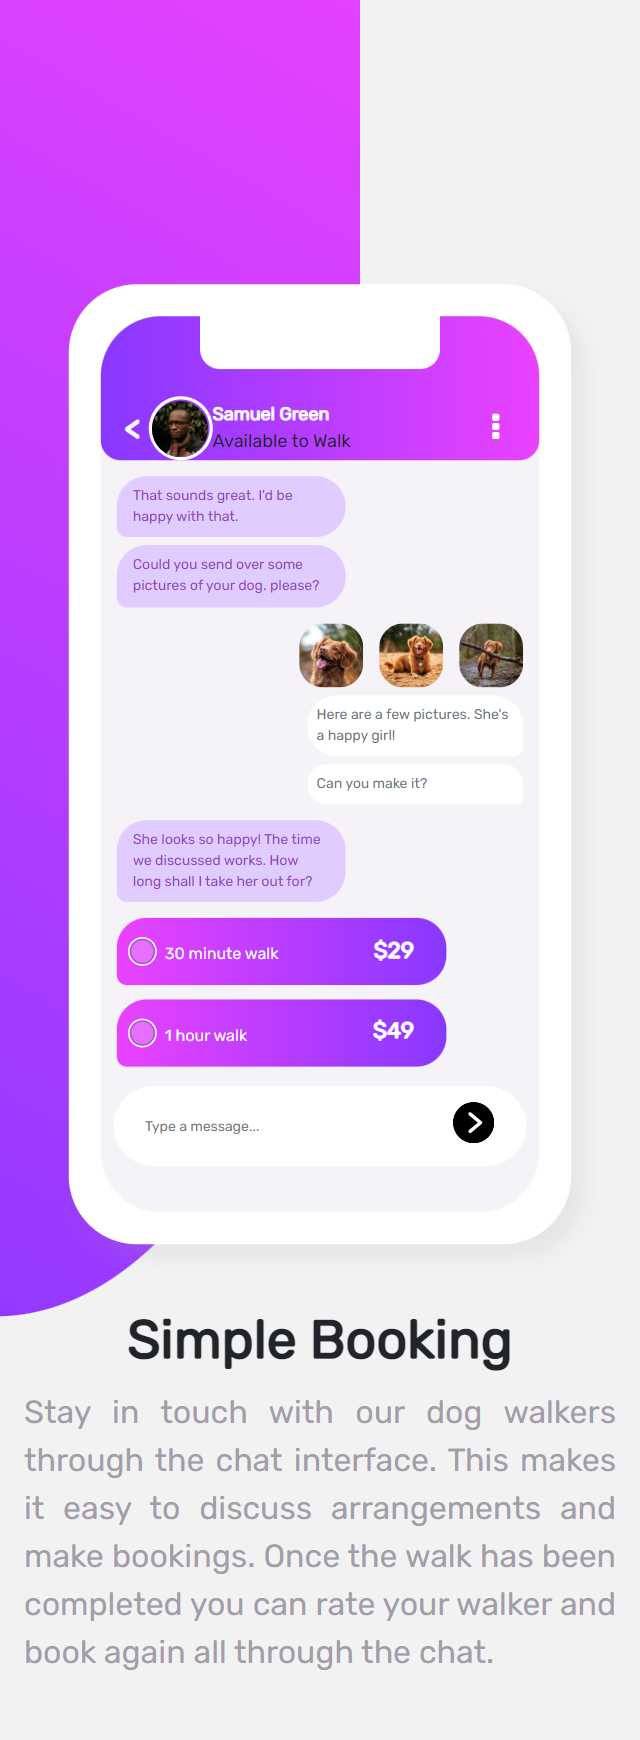 Samuel Green
Available to Walk
That sounds great. I'd be
happy with that.
Could you send over some
pictures of your dog. please?
Here are a few pictures. She's
a happy girl!
Can you make it?
She looks so happy! The time
we discussed works. How
long shall I take her out for?
30 minute walk $29
1 hour walk $49
Type a message...
Simple Booking
Stay in touch with our dog walkers
through the chat interface. This makes
it easy to discuss arrangements and
make bookings. Once the walk has been
completed you can rate your walker and
book again all through the chat.